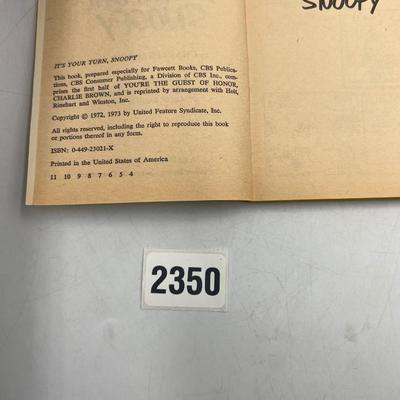 SNOOPY
IT'S YOUR TURN, SNOOPY
This book, prepared especially for Fawcett Books, CBS Publica-
tions, CBS Consumer Publishing, a Division of CBS Inc., com-
prises the first half of YOU'RE THE GUEST OF HONOR,
CHARLIE BROWN, and is reprinted by arrangement with Holt,
Rinehart and Winston, Inc.
Copyright © 1972, 1973 by United Feature Syndicate, Inc.
All rights reserved, including the right to reproduce this book
or portions thereof in any form.
ISBN: 0-449-23021-X
Printed in the United States of America
11 10 9 8 7 6 5 4
2350